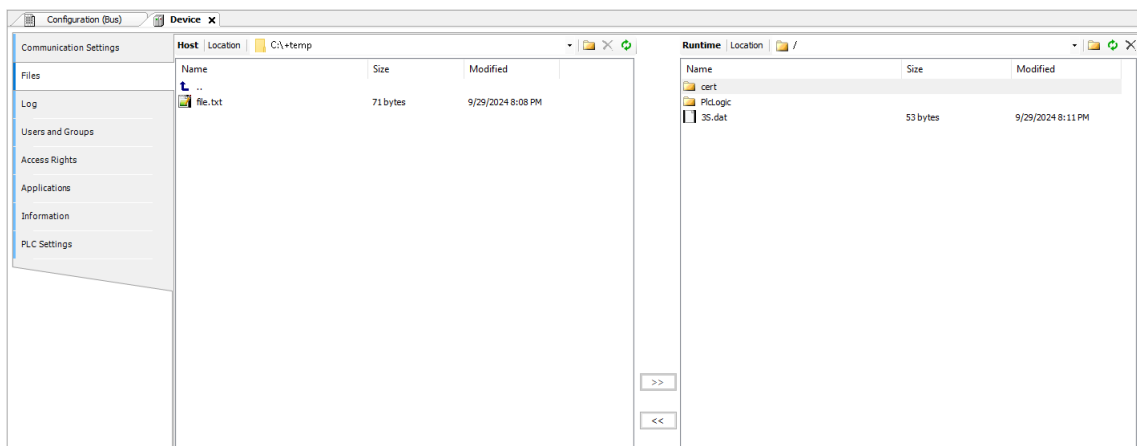 Configuration (Bus) Device x
Communication Settings
Files
Log
Users and Groups
Access Rights
Applications
Information
PLC Settings
Host Location C:\+temp
Name Size Modified
..
file.txt 71 bytes 9/29/2024 8:08 PM
>>
<<
Runtime Location /
Name Size Modified
cert
PlcLogic
3S.dat 53 bytes 9/29/2024 8:11 PM